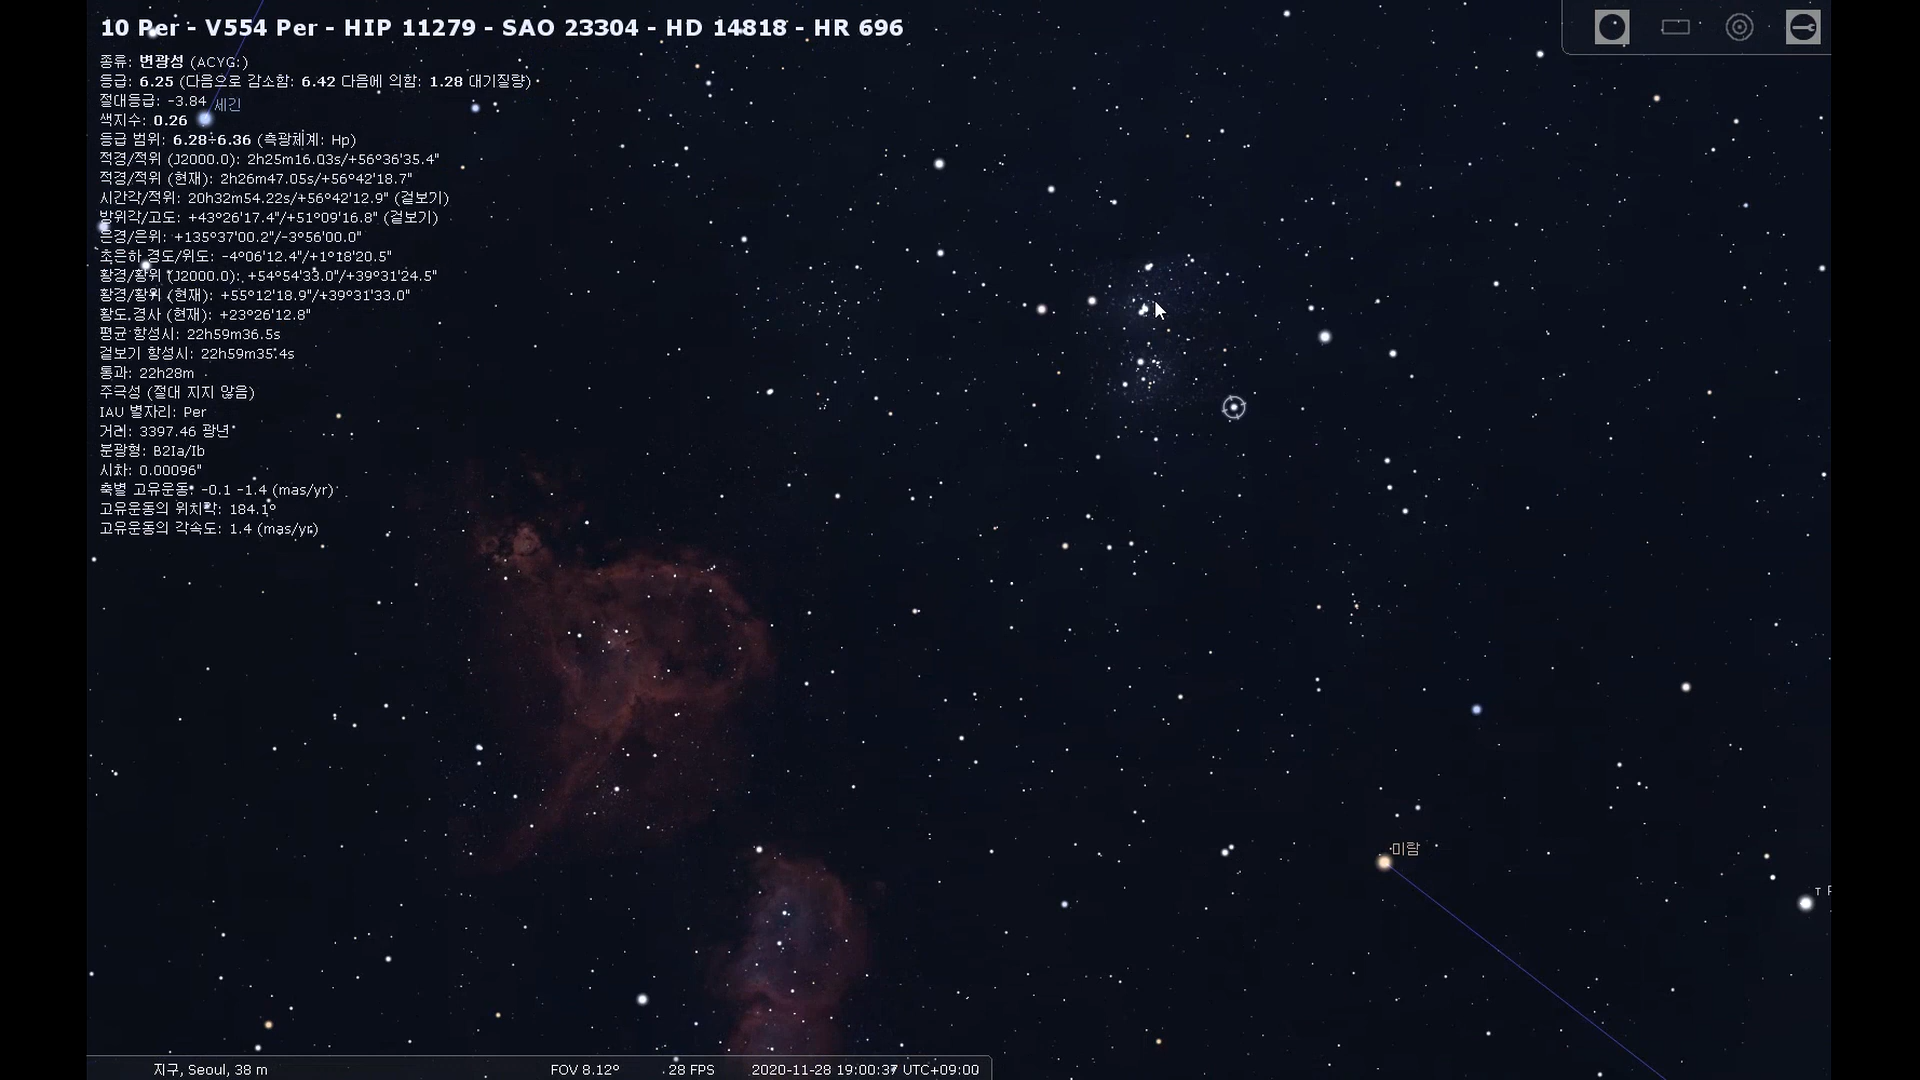 10 Per - V554 Per - HIP 11279 - SAO 23304 - HD 14818 - HR 696
종류: 변광성 (ACYG:)
등급: 6.25 (다음으로 감소함: 6.42 다음에 의함: 1.28 대기질량)
절대등급: -3.84
세긴
색지수: 0.26
등급 범위: 6.28÷6.36 (측광체계: Hp)
적경/적위 (J2000.0): 2h25m16.03s/+56°36'35.4"
적경/적위 (현재): 2h26m47.05s/+56°42'18.7"
시간각/적위: 20h32m54.22s/+56°42'12.9" (겉보기)
방위각/고도: +43°26'17.4"/+51°09'16.8" (겉보기)
은경/은위: +135°37'00.2"/-3°56'00.0"
초은하 경도/위도: -4°06'12.4"/+1°18'20.5"
황경/황위 (J2000.0): +54°54'33.0"/+39°31'24.5"
황경/황위 (현재): +55°12'18.9"/+39°31'33.0"
황도 경사 (현재): +23°26'12.8"
평균 항성시: 22h59m36.5s
겉보기 항성시: 22h59m35.4s
통과: 22h28m
주극성 (절대 지지 않음)
IAU 별자리: Per
거리: 3397.46 광년
분광형: B2Ia/Ib
시차: 0.00096"
축별 고유운동: -0.1 -1.4 (mas/yr)
고유운동의 위치각: 184.1°
고유운동의 각속도: 1.4 (mas/yr)
미람
τ
지구, Seoul, 38 m
FOV 8.12°
28 FPS
2020-11-28 19:00:37 UTC+09:00